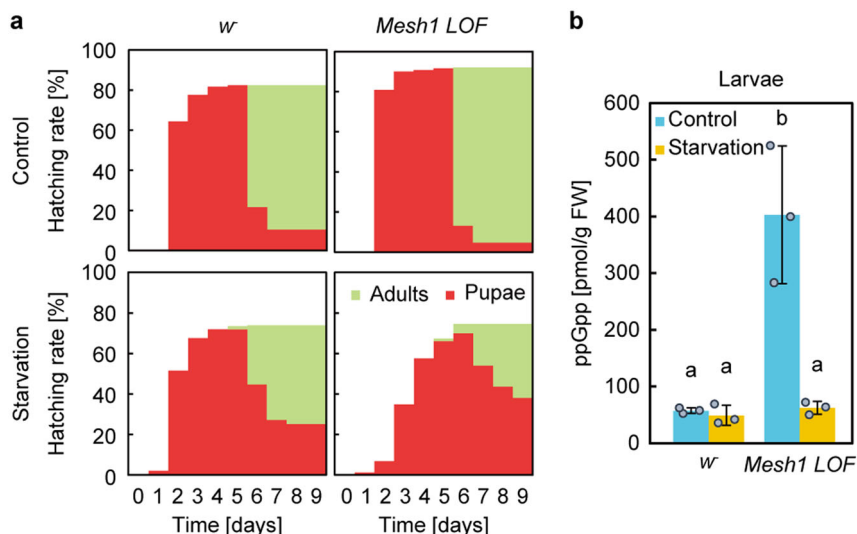 a
w-
Mesh1 LOF
Control
Hatching rate [%]
100
80
60
40
20
0
Starvation
Hatching rate [%]
100
80
60
40
20
0
Adults Pupae
0 1 2 3 4 5 6 7 8 9
0 1 2 3 4 5 6 7 8 9
Time [days]
Time [days]
b
Larvae
ppGpp [pmol/g FW]
600
500
400
300
200
100
0
Control
Starvation
a
a
b
a
w-
Mesh1 LOF